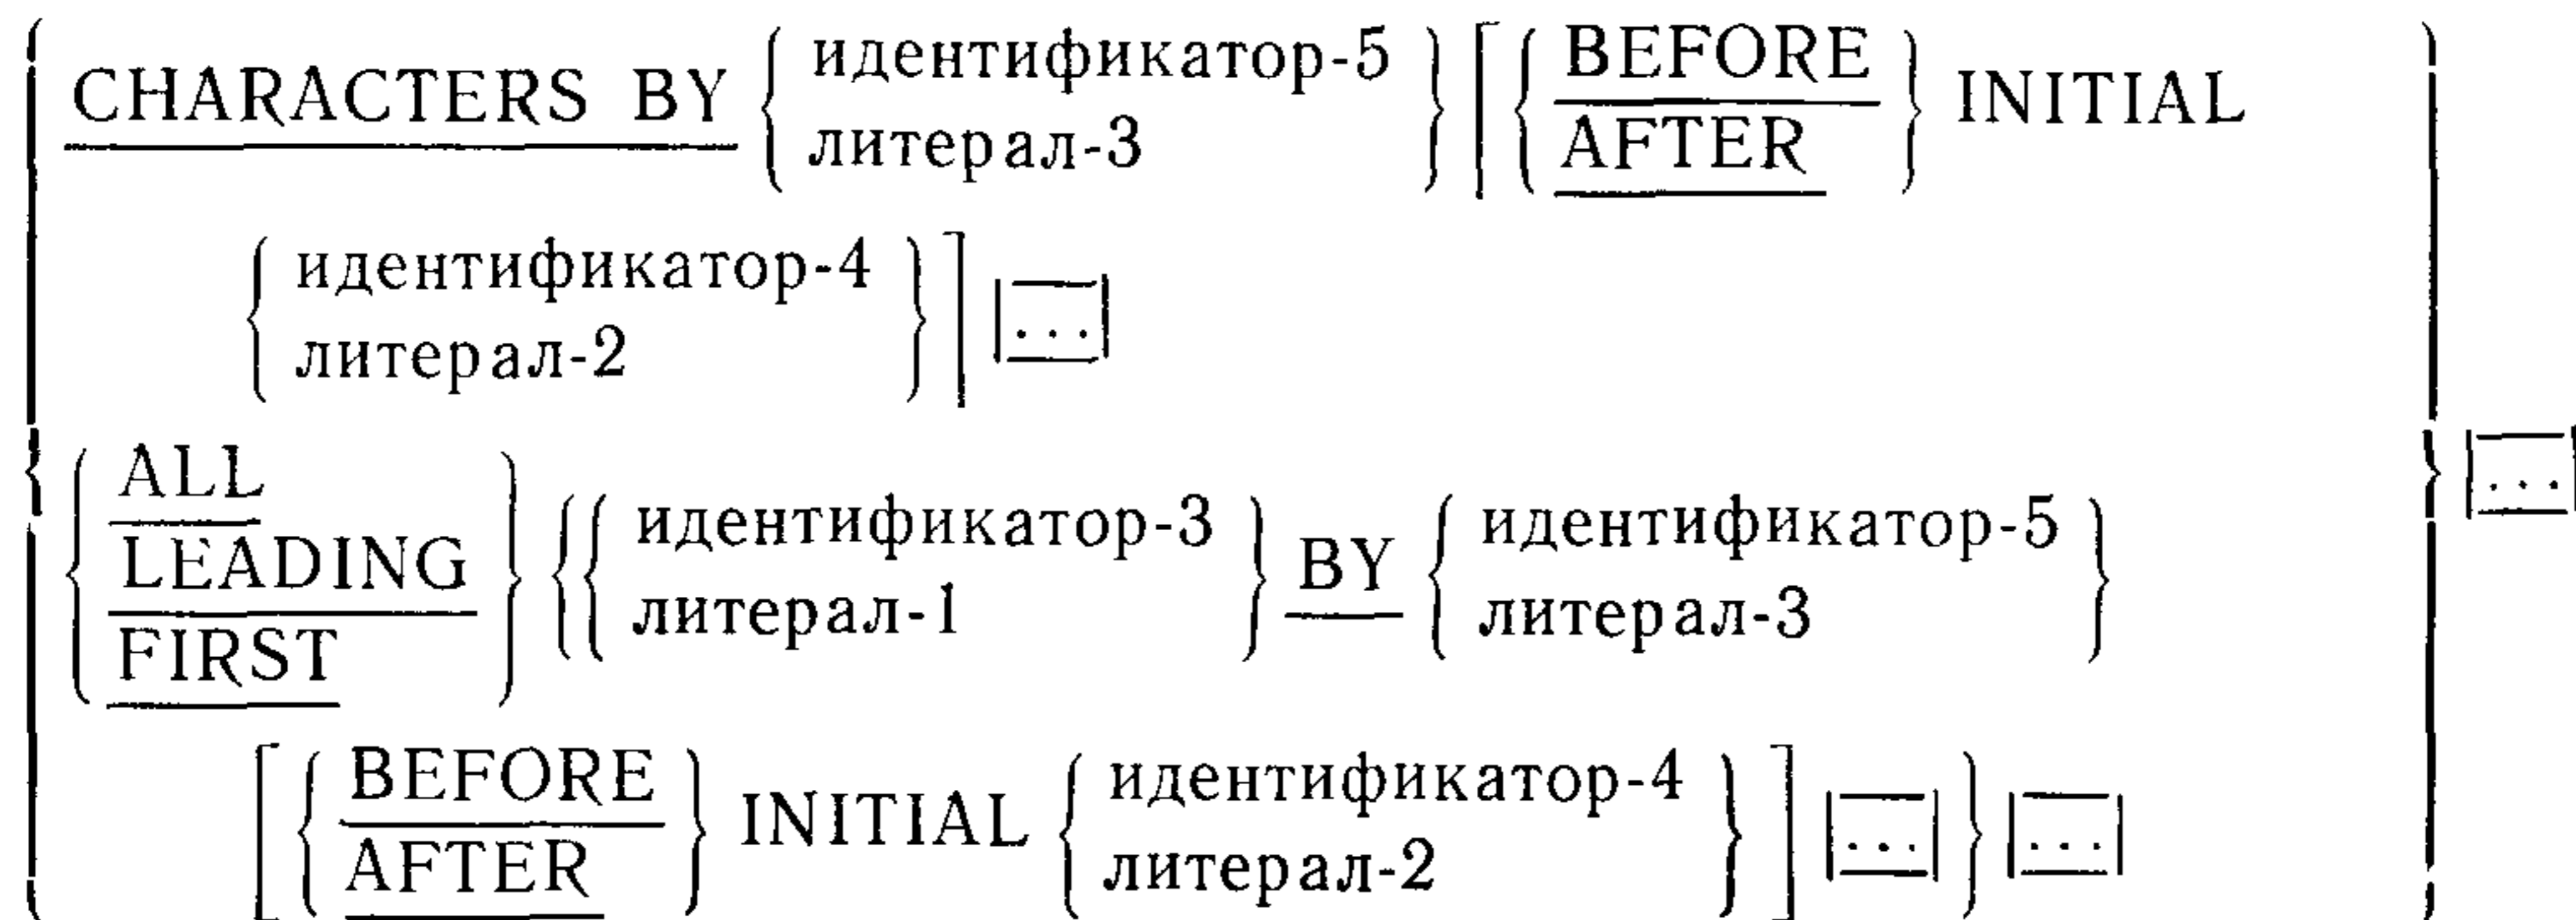 CHARACTERS BY { идентификатор-5 } [ { BEFORE } INITIAL
литерал-3 AFTER
{ идентификатор-4 } ] ...
литерал-2
ALL
LEADING
FIRST
{ { идентификатор-3 } BY { идентификатор-5 }
литерал-1 литерал-3
...
[ { BEFORE } INITIAL { идентификатор-4 } ] ... } ...
AFTER литерал-2